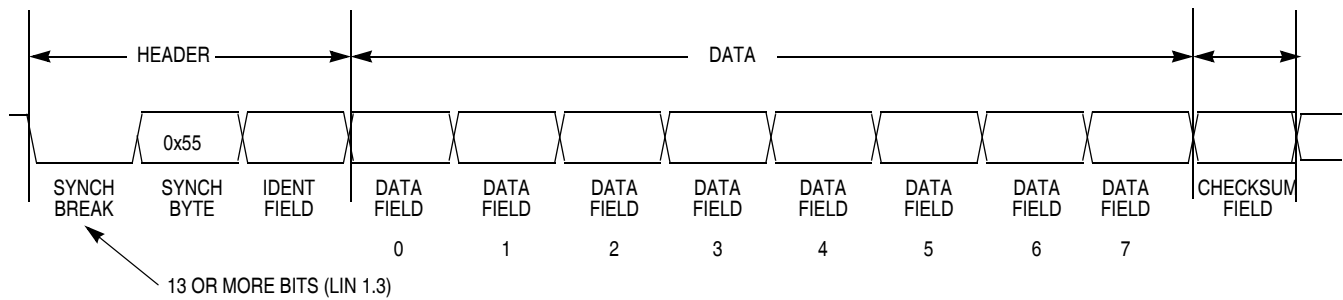 HEADER
DATA
0x55
SYNCH BREAK
SYNCH BYTE
IDENT FIELD
DATA FIELD 0
DATA FIELD 1
DATA FIELD 2
DATA FIELD 3
DATA FIELD 4
DATA FIELD 5
DATA FIELD 6
DATA FIELD 7
CHECKSUM FIELD
13 OR MORE BITS (LIN 1.3)